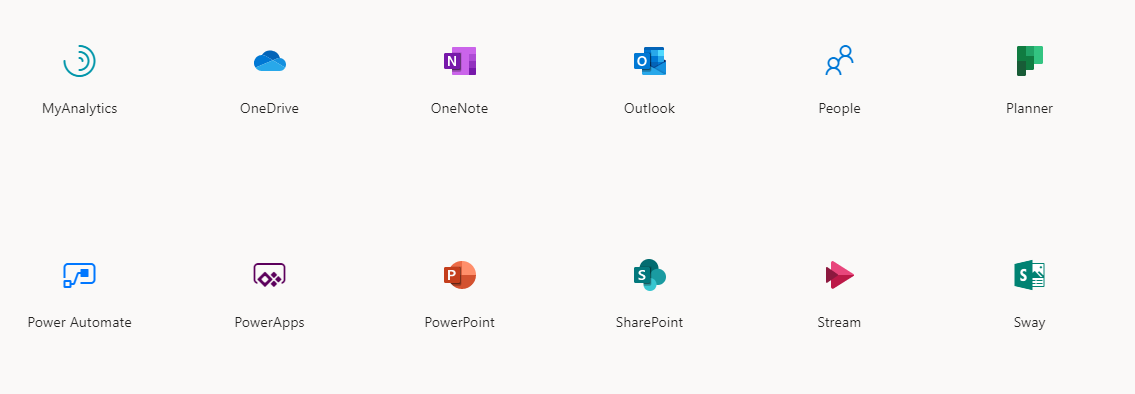 MyAnalytics
OneDrive
N
OneNote
O
Outlook
People
Planner
Power Automate
PowerApps
P
PowerPoint
S
SharePoint
Stream
S
Sway